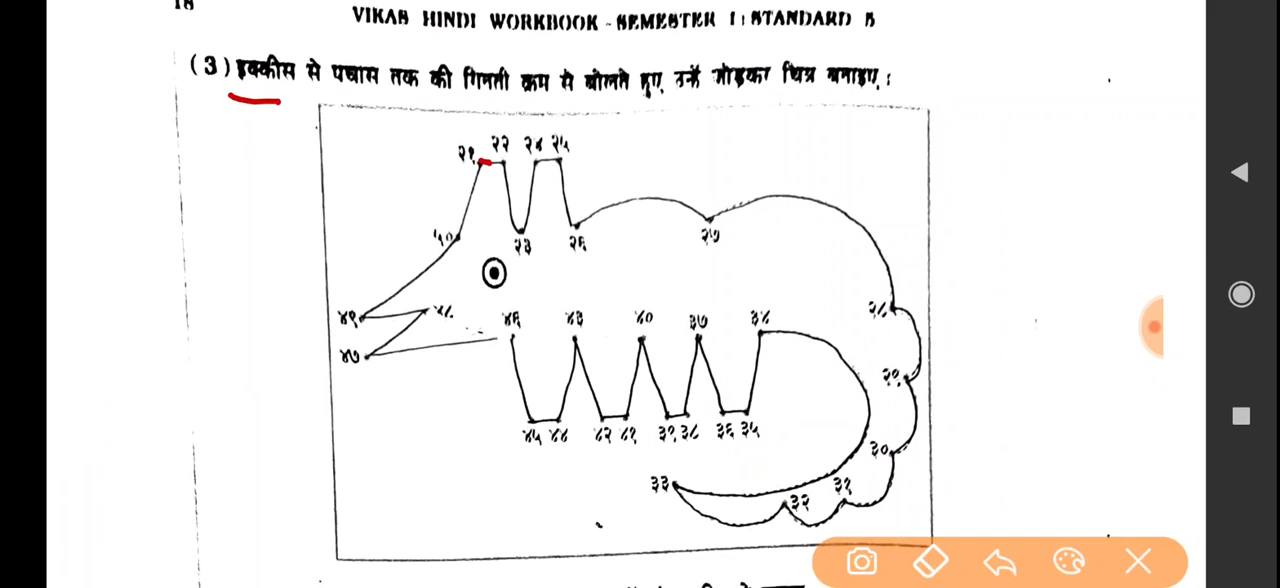 18
VIKAS HINDI WORKBOOK - SEMESTER I : STANDARD 5
(3) इक्कीस से पचास तक की गिनती क्रम से बोलते हुए उन्हें जोड़कर चित्र बनाइए :
२१ २२ २४ २५
५० २३ २६ २७
४९ ४८ ४६ ४३ ४० ३७ ३४ २८
४७ २९
४५ ४४ ४२ ४१ ३९ ३८ ३६ ३५ ३०
३३ ३२ ३१